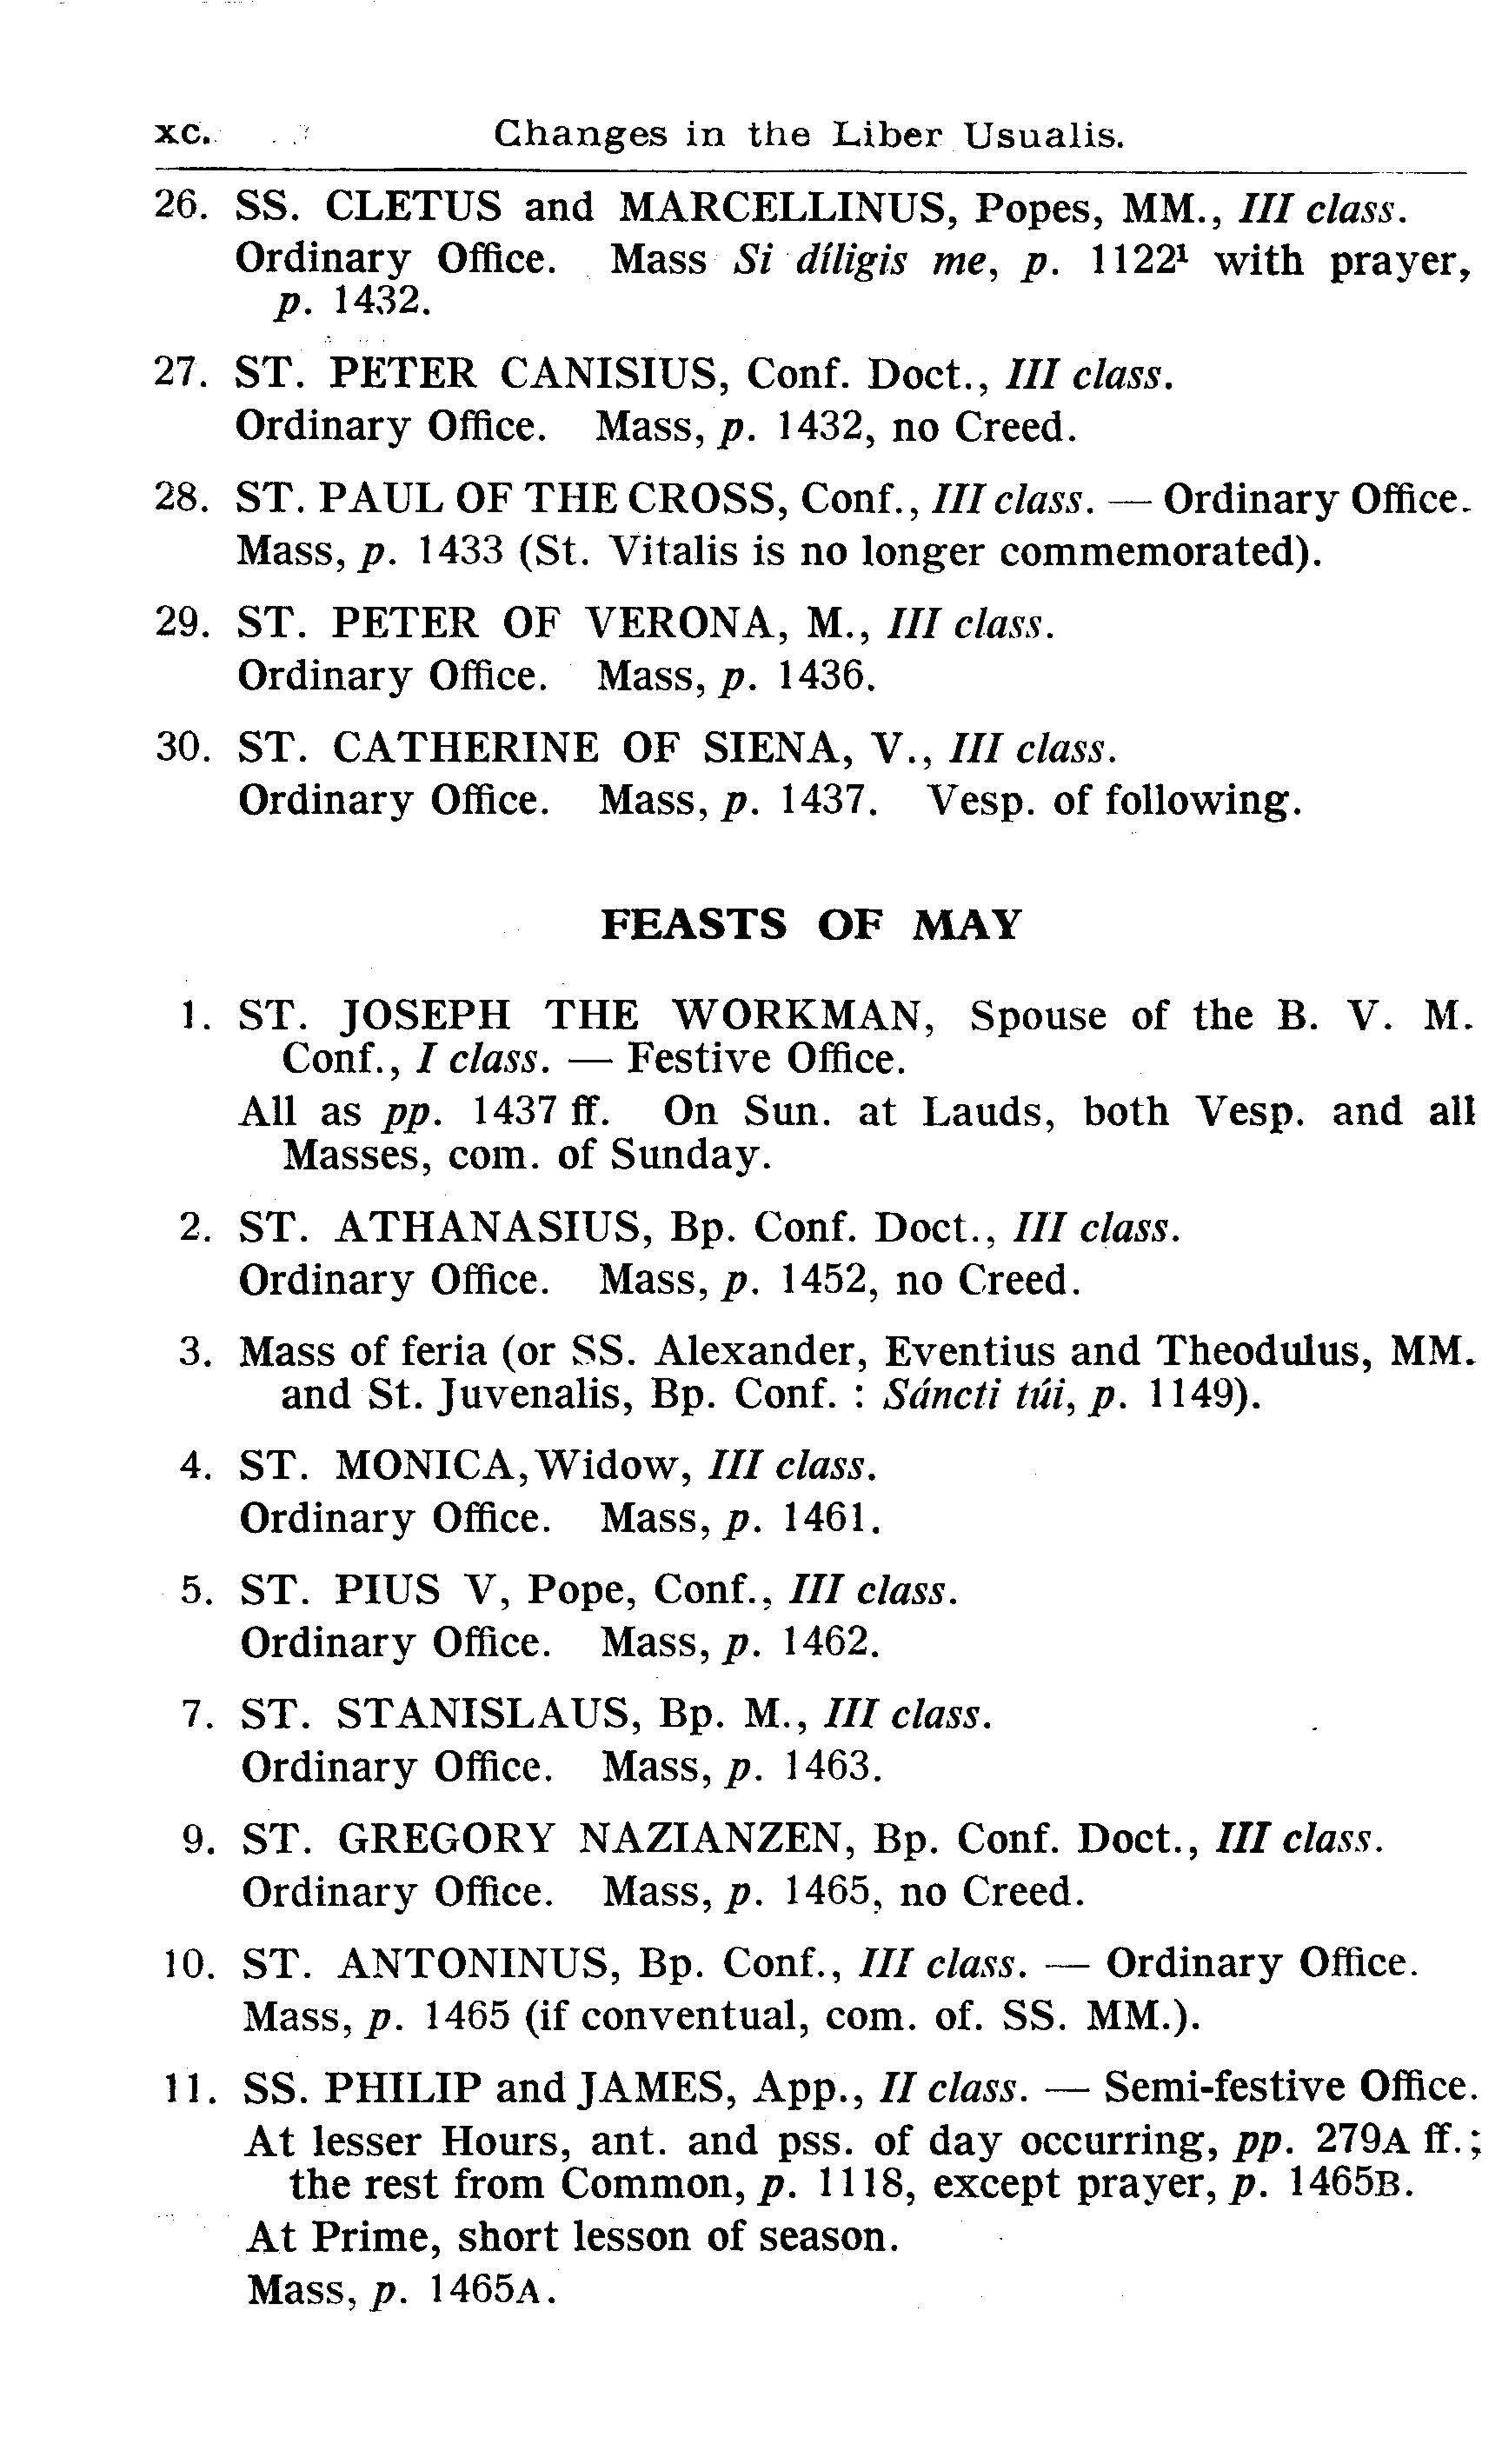 xc. Changes in the Liber Usualis.
26. SS. CLETUS and MARCELLINUS, Popes, MM., III class.
Ordinary Office. Mass Si díligis me, p. 1122¹ with prayer,
p. 1432.
27. ST. PETER CANISIUS, Conf. Doct., III class.
Ordinary Office. Mass, p. 1432, no Creed.
28. ST. PAUL OF THE CROSS, Conf., III class. — Ordinary Office.
Mass, p. 1433 (St. Vitalis is no longer commemorated).
29. ST. PETER OF VERONA, M., III class.
Ordinary Office. Mass, p. 1436.
30. ST. CATHERINE OF SIENA, V., III class.
Ordinary Office. Mass, p. 1437. Vesp. of following.
FEASTS OF MAY
1. ST. JOSEPH THE WORKMAN, Spouse of the B. V. M.
Conf., I class. — Festive Office.
All as pp. 1437 ff. On Sun. at Lauds, both Vesp. and all
Masses, com. of Sunday.
2. ST. ATHANASIUS, Bp. Conf. Doct., III class.
Ordinary Office. Mass, p. 1452, no Creed.
3. Mass of feria (or SS. Alexander, Eventius and Theodulus, MM.
and St. Juvenalis, Bp. Conf. : Sáncti túi, p. 1149).
4. ST. MONICA, Widow, III class.
Ordinary Office. Mass, p. 1461.
5. ST. PIUS V, Pope, Conf., III class.
Ordinary Office. Mass, p. 1462.
7. ST. STANISLAUS, Bp. M., III class.
Ordinary Office. Mass, p. 1463.
9. ST. GREGORY NAZIANZEN, Bp. Conf. Doct., III class.
Ordinary Office. Mass, p. 1465, no Creed.
10. ST. ANTONINUS, Bp. Conf., III class. — Ordinary Office.
Mass, p. 1465 (if conventual, com. of. SS. MM.).
11. SS. PHILIP and JAMES, App., II class. — Semi-festive Office.
At lesser Hours, ant. and pss. of day occurring, pp. 279A ff.;
the rest from Common, p. 1118, except prayer, p. 1465B.
At Prime, short lesson of season.
Mass, p. 1465A.